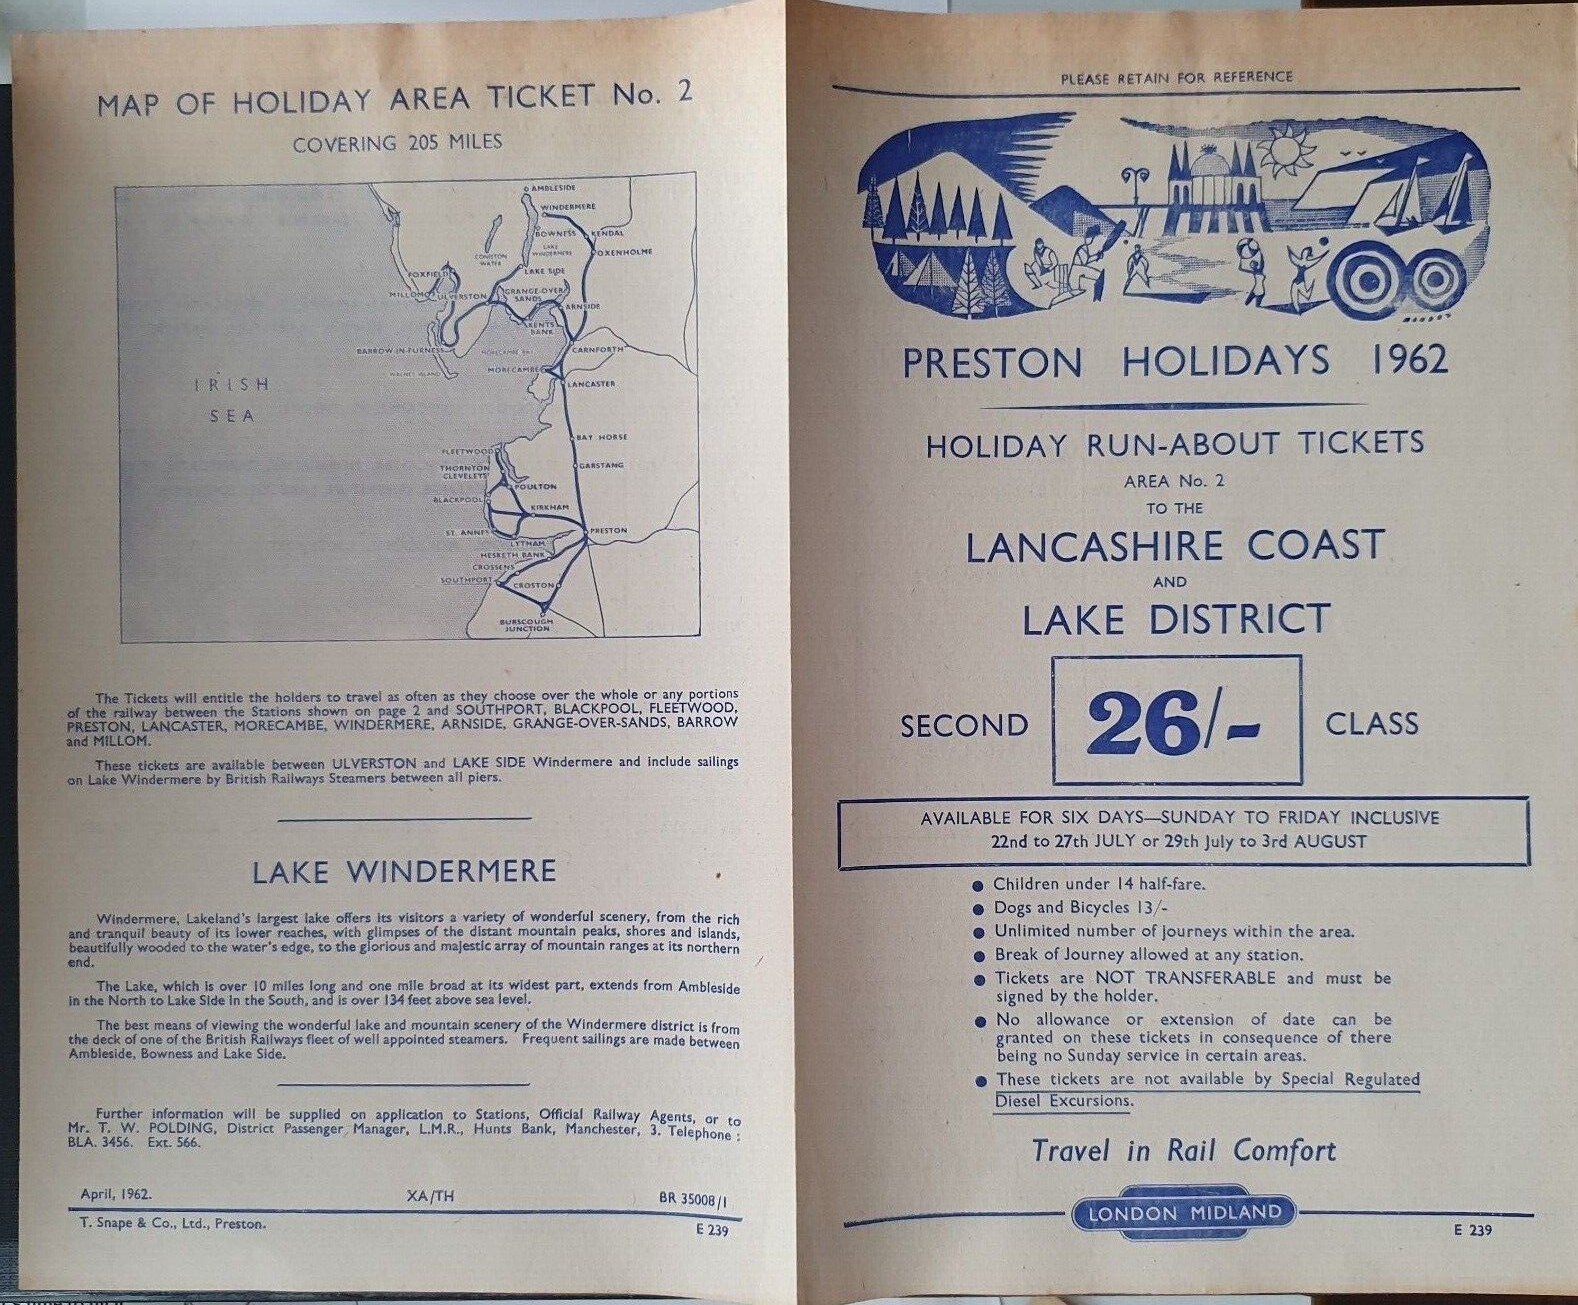 MAP OF HOLIDAY AREA TICKET No. 2
COVERING 205 MILES
AMBLESIDE
WINDERMERE
BOWNESS
KENDAL
LAKE WINDERMERE
OXENHOLME
CONISTON WATER
LAKE SIDE
FOXFIELD
MILLOM
ULVERSTON
GRANGE-OVER-SANDS
ARNSIDE
KENTS BANK
BARROW-IN-FURNESS
MORECAMBE BAY
CARNFORTH
WALNEY ISLAND
MORECAMBE
LANCASTER
IRISH
SEA
BAY HORSE
FLEETWOOD
GARSTANG
THORNTON CLEVELEYS
POULTON
BLACKPOOL
KIRKHAM
ST. ANNES
PRESTON
LYTHAM
HESKETH BANK
CROSSENS
SOUTHPORT
CROSTON
BURSCOUGH JUNCTION
The Tickets will entitle the holders to travel as often as they choose over the whole or any portions
of the railway between the Stations shown on page 2 and SOUTHPORT, BLACKPOOL, FLEETWOOD,
PRESTON, LANCASTER, MORECAMBE, WINDERMERE, ARNSIDE, GRANGE-OVER-SANDS, BARROW
and MILLOM.
These tickets are available between ULVERSTON and LAKE SIDE Windermere and include sailings
on Lake Windermere by British Railways Steamers between all piers.
LAKE WINDERMERE
Windermere, Lakeland's largest lake offers its visitors a variety of wonderful scenery, from the rich
and tranquil beauty of its lower reaches, with glimpses of the distant mountain peaks, shores and islands,
beautifully wooded to the water's edge, to the glorious and majestic array of mountain ranges at its northern
end.
The Lake, which is over 10 miles long and one mile broad at its widest part, extends from Ambleside
in the North to Lake Side in the South, and is over 134 feet above sea level.
The best means of viewing the wonderful lake and mountain scenery of the Windermere district is from
the deck of one of the British Railways fleet of well appointed steamers. Frequent sailings are made between
Ambleside, Bowness and Lake Side.
Further information will be supplied on application to Stations, Official Railway Agents, or to
Mr. T. W. POLDING, District Passenger Manager, L.M.R., Hunts Bank, Manchester, 3. Telephone:
BLA. 3456. Ext. 566.
April, 1962. XA/TH BR 35008/1
T. Snape & Co., Ltd., Preston. E 239
PLEASE RETAIN FOR REFERENCE
PRESTON HOLIDAYS 1962
HOLIDAY RUN-ABOUT TICKETS
AREA No. 2
TO THE
LANCASHIRE COAST
AND
LAKE DISTRICT
SECOND 26/- CLASS
AVAILABLE FOR SIX DAYS—SUNDAY TO FRIDAY INCLUSIVE
22nd to 27th JULY or 29th July to 3rd AUGUST
● Children under 14 half-fare.
● Dogs and Bicycles 13/-
● Unlimited number of journeys within the area.
● Break of Journey allowed at any station.
● Tickets are NOT TRANSFERABLE and must be
signed by the holder.
● No allowance or extension of date can be
granted on these tickets in consequence of there
being no Sunday service in certain areas.
● These tickets are not available by Special Regulated
Diesel Excursions.
Travel in Rail Comfort
LONDON MIDLAND
E 239